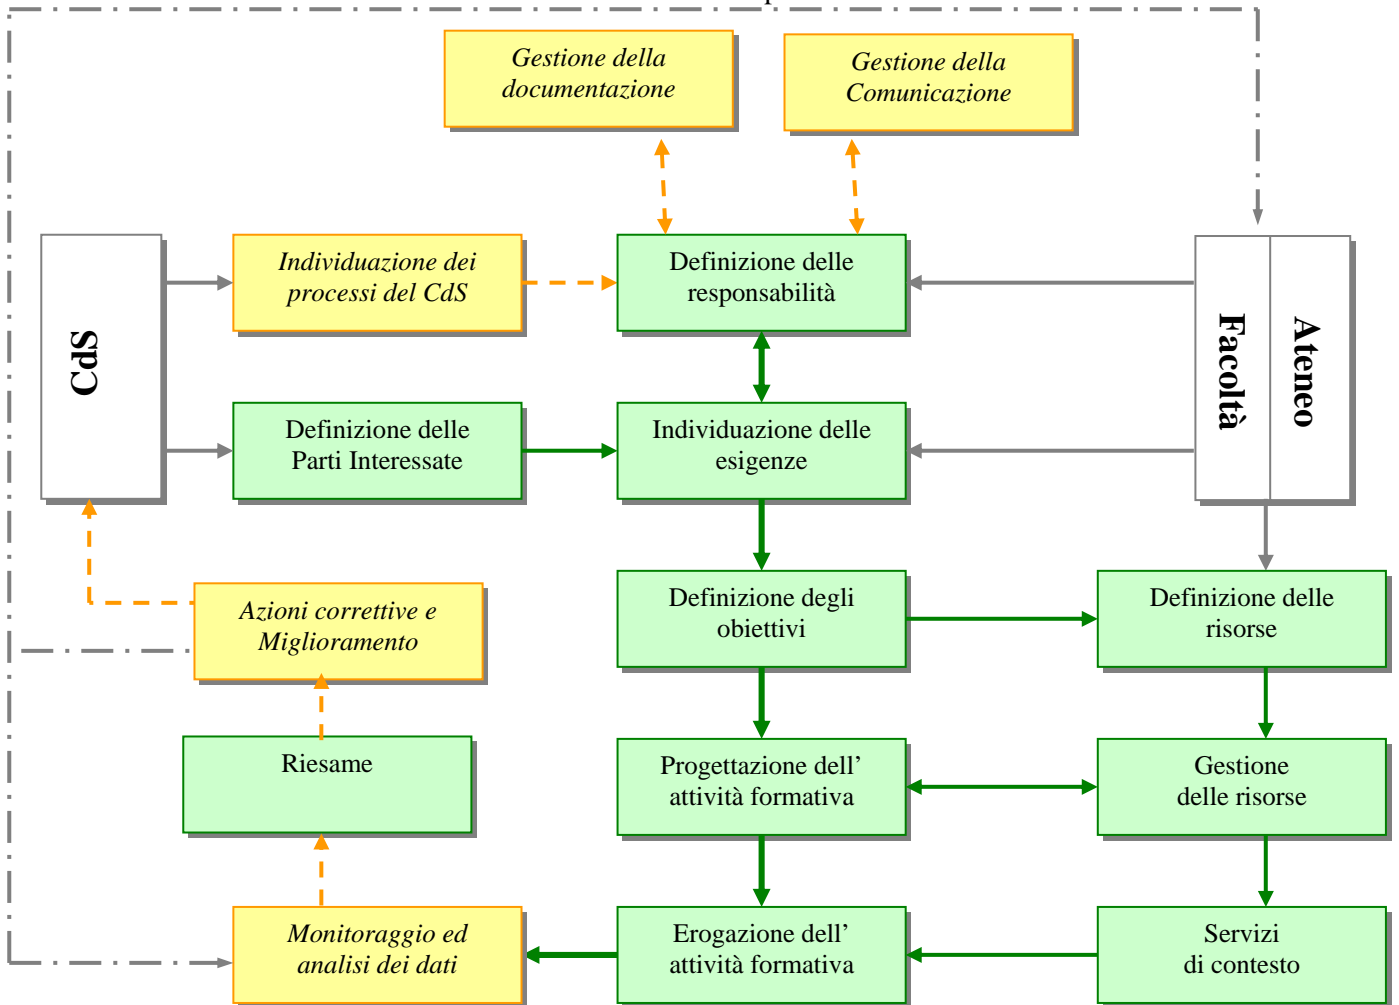 Gestione della
documentazione
Gestione della
Comunicazione
CdS
Individuazione dei
processi del CdS
Definizione delle
responsabilità
Facoltà
Ateneo
Definizione delle
Parti Interessate
Individuazione delle
esigenze
Azioni correttive e
Miglioramento
Definizione degli
obiettivi
Definizione delle
risorse
Riesame
Progettazione dell’
attività formativa
Gestione
delle risorse
Monitoraggio ed
analisi dei dati
Erogazione dell’
attività formativa
Servizi
di contesto